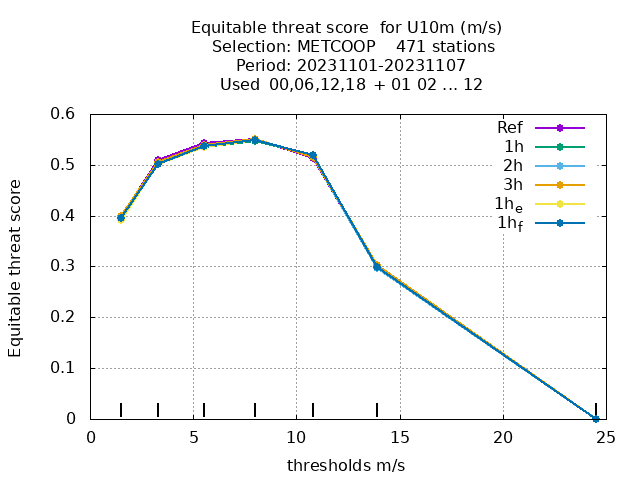 Equitable threat score for U10m (m/s)
Selection: METCOOP 471 stations
Period: 20231101-20231107
Used 00,06,12,18 + 01 02 ... 12
Ref
1h
2h
3h
1h_e
1h_f
0.6
0.5
0.4
0.3
0.2
0.1
0
Equitable threat score
0 5 10 15 20 25
thresholds m/s